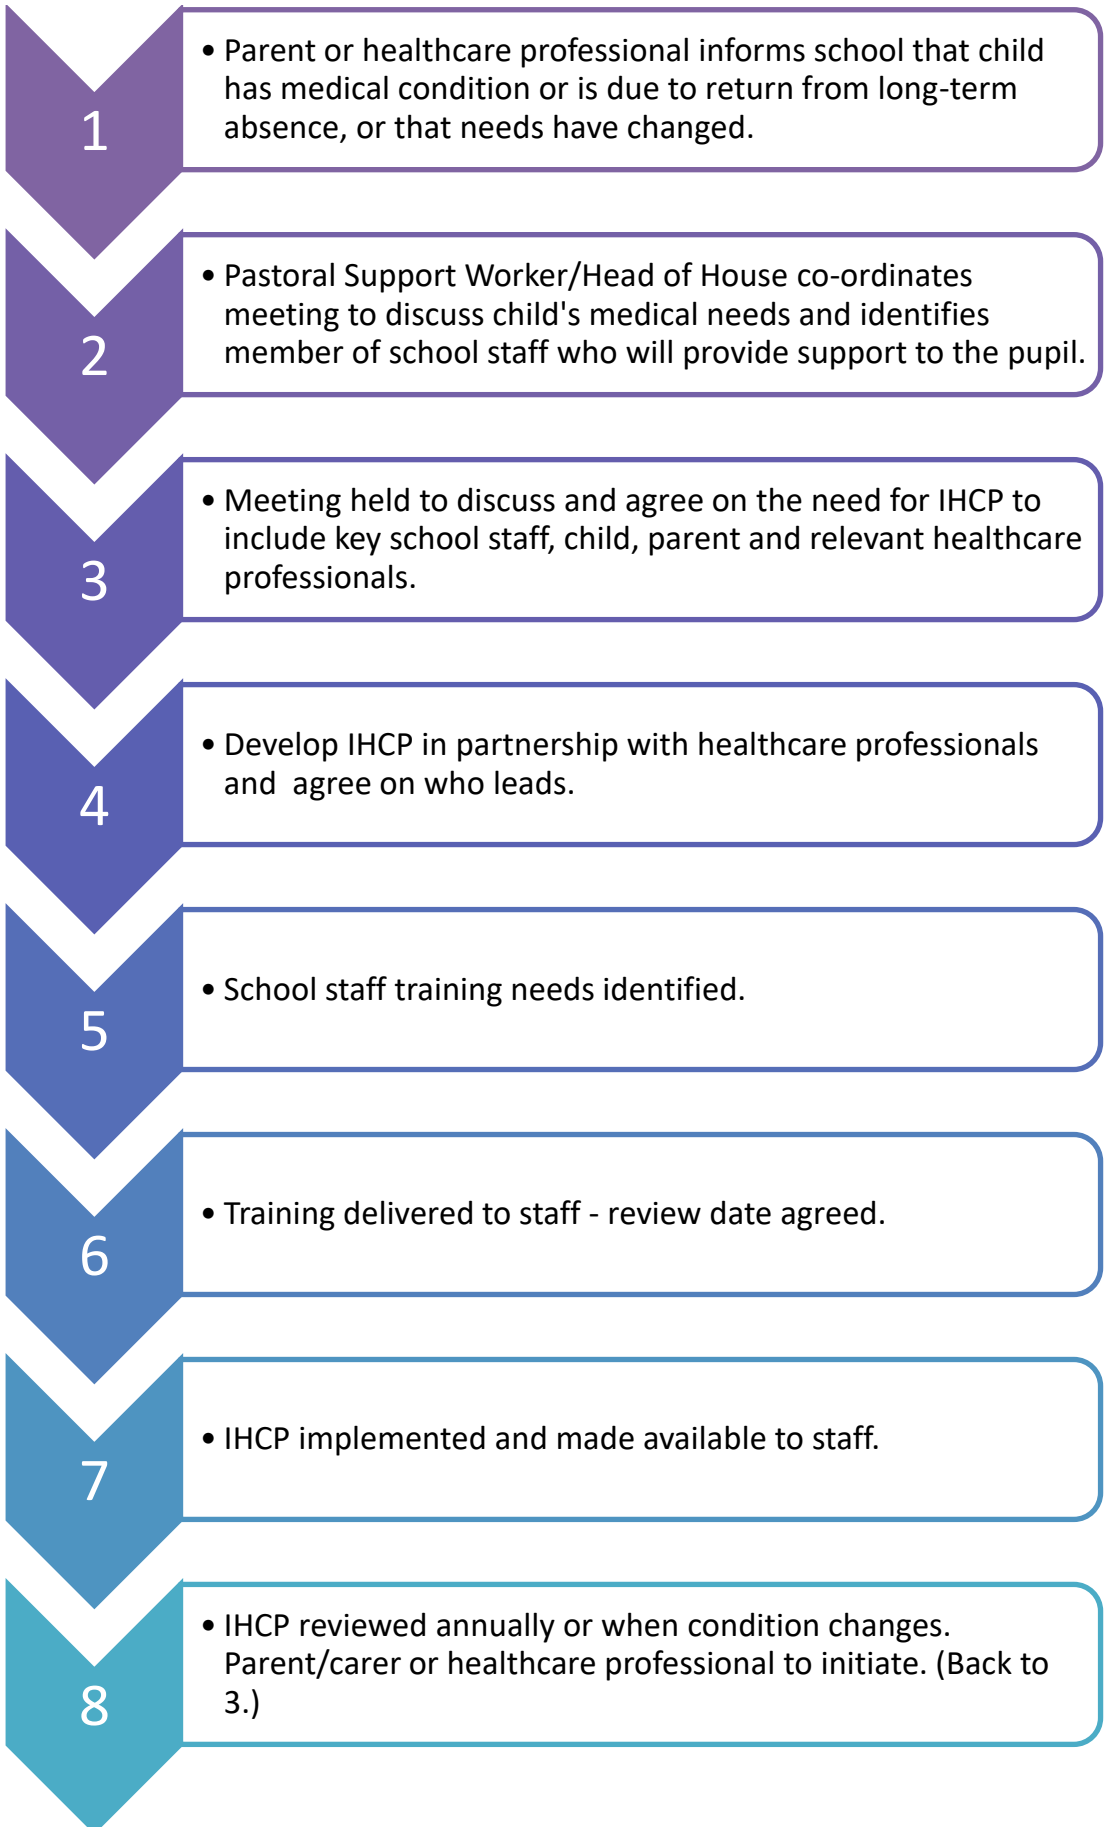 1
• Parent or healthcare professional informs school that child
has medical condition or is due to return from long-term
absence, or that needs have changed.
2
• Pastoral Support Worker/Head of House co-ordinates
meeting to discuss child's medical needs and identifies
member of school staff who will provide support to the pupil.
3
• Meeting held to discuss and agree on the need for IHCP to
include key school staff, child, parent and relevant healthcare
professionals.
4
• Develop IHCP in partnership with healthcare professionals
and  agree on who leads.
5
• School staff training needs identified.
6
• Training delivered to staff - review date agreed.
7
• IHCP implemented and made available to staff.
8
• IHCP reviewed annually or when condition changes.
Parent/carer or healthcare professional to initiate. (Back to
3.)